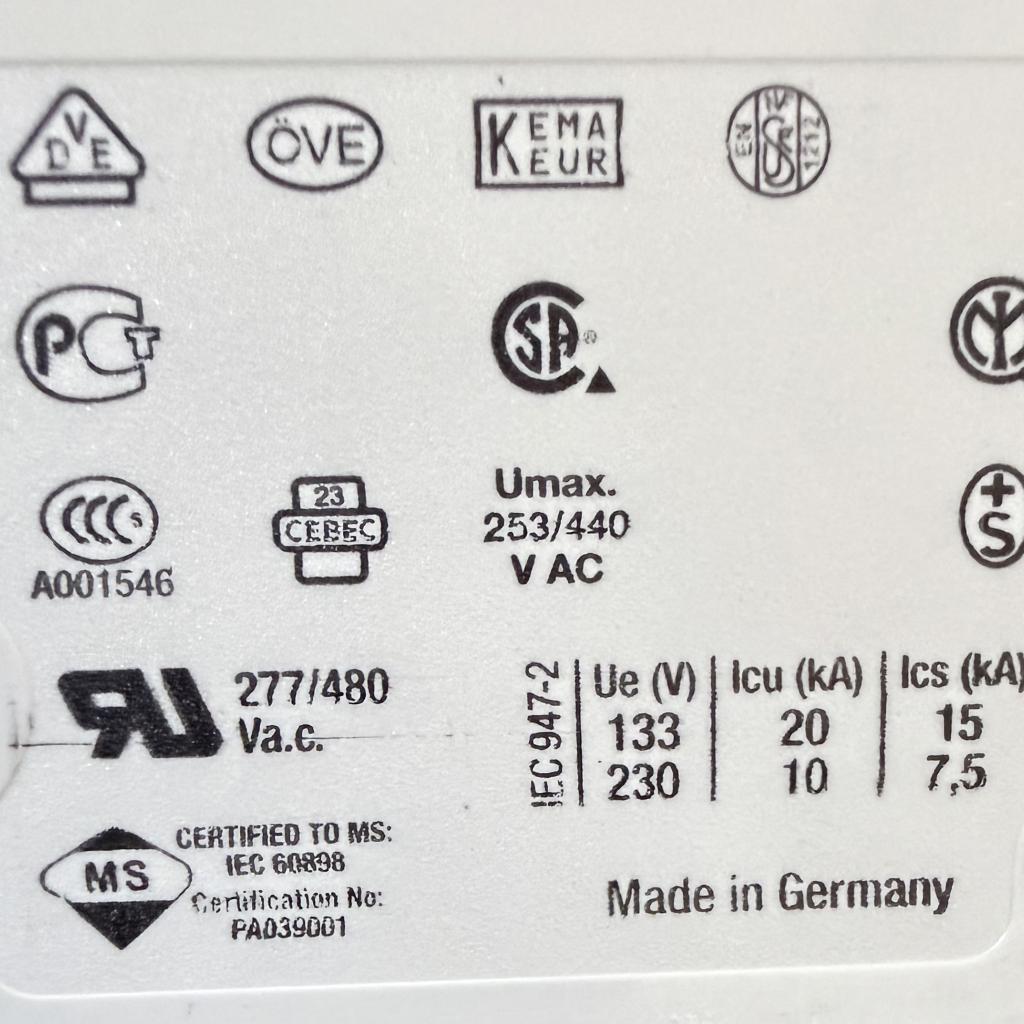 DVE
ÖVE
KEMA
KEUR
EN
NF
1212
PCT
CSA®
CCC S
A001546
23
CEBEC
Umax.
253/440
V AC
+
S
277/480
Va.c.
IEC 947-2
Ue (V) Icu (kA) Ics (kA)
133 20 15
230 10 7,5
MS
CERTIFIED TO MS:
IEC 60898
Certification No:
PA039001
Made in Germany